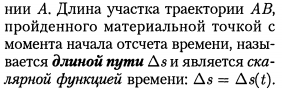 нии A. Длина участка траектории AB,
пройденного материальной точкой с
момента начала отсчета времени, назы-
вается длиной пути Δs и является ска-
лярной функцией времени: Δs = Δs(t).